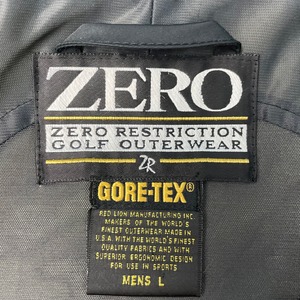 ZERO
ZERO RESTRICTION
GOLF OUTERWEAR
ZR
GORE-TEX®
RED LION MANUFACTURING INC.
MAKERS OF THE WORLD'S
FINEST OUTERWEAR MADE IN
U.S.A. WITH THE WORLD'S FINEST
QUALITY FABRICS AND WITH
SUPERIOR ERGONOMIC DESIGN
FOR USE IN SPORTS
MENS L